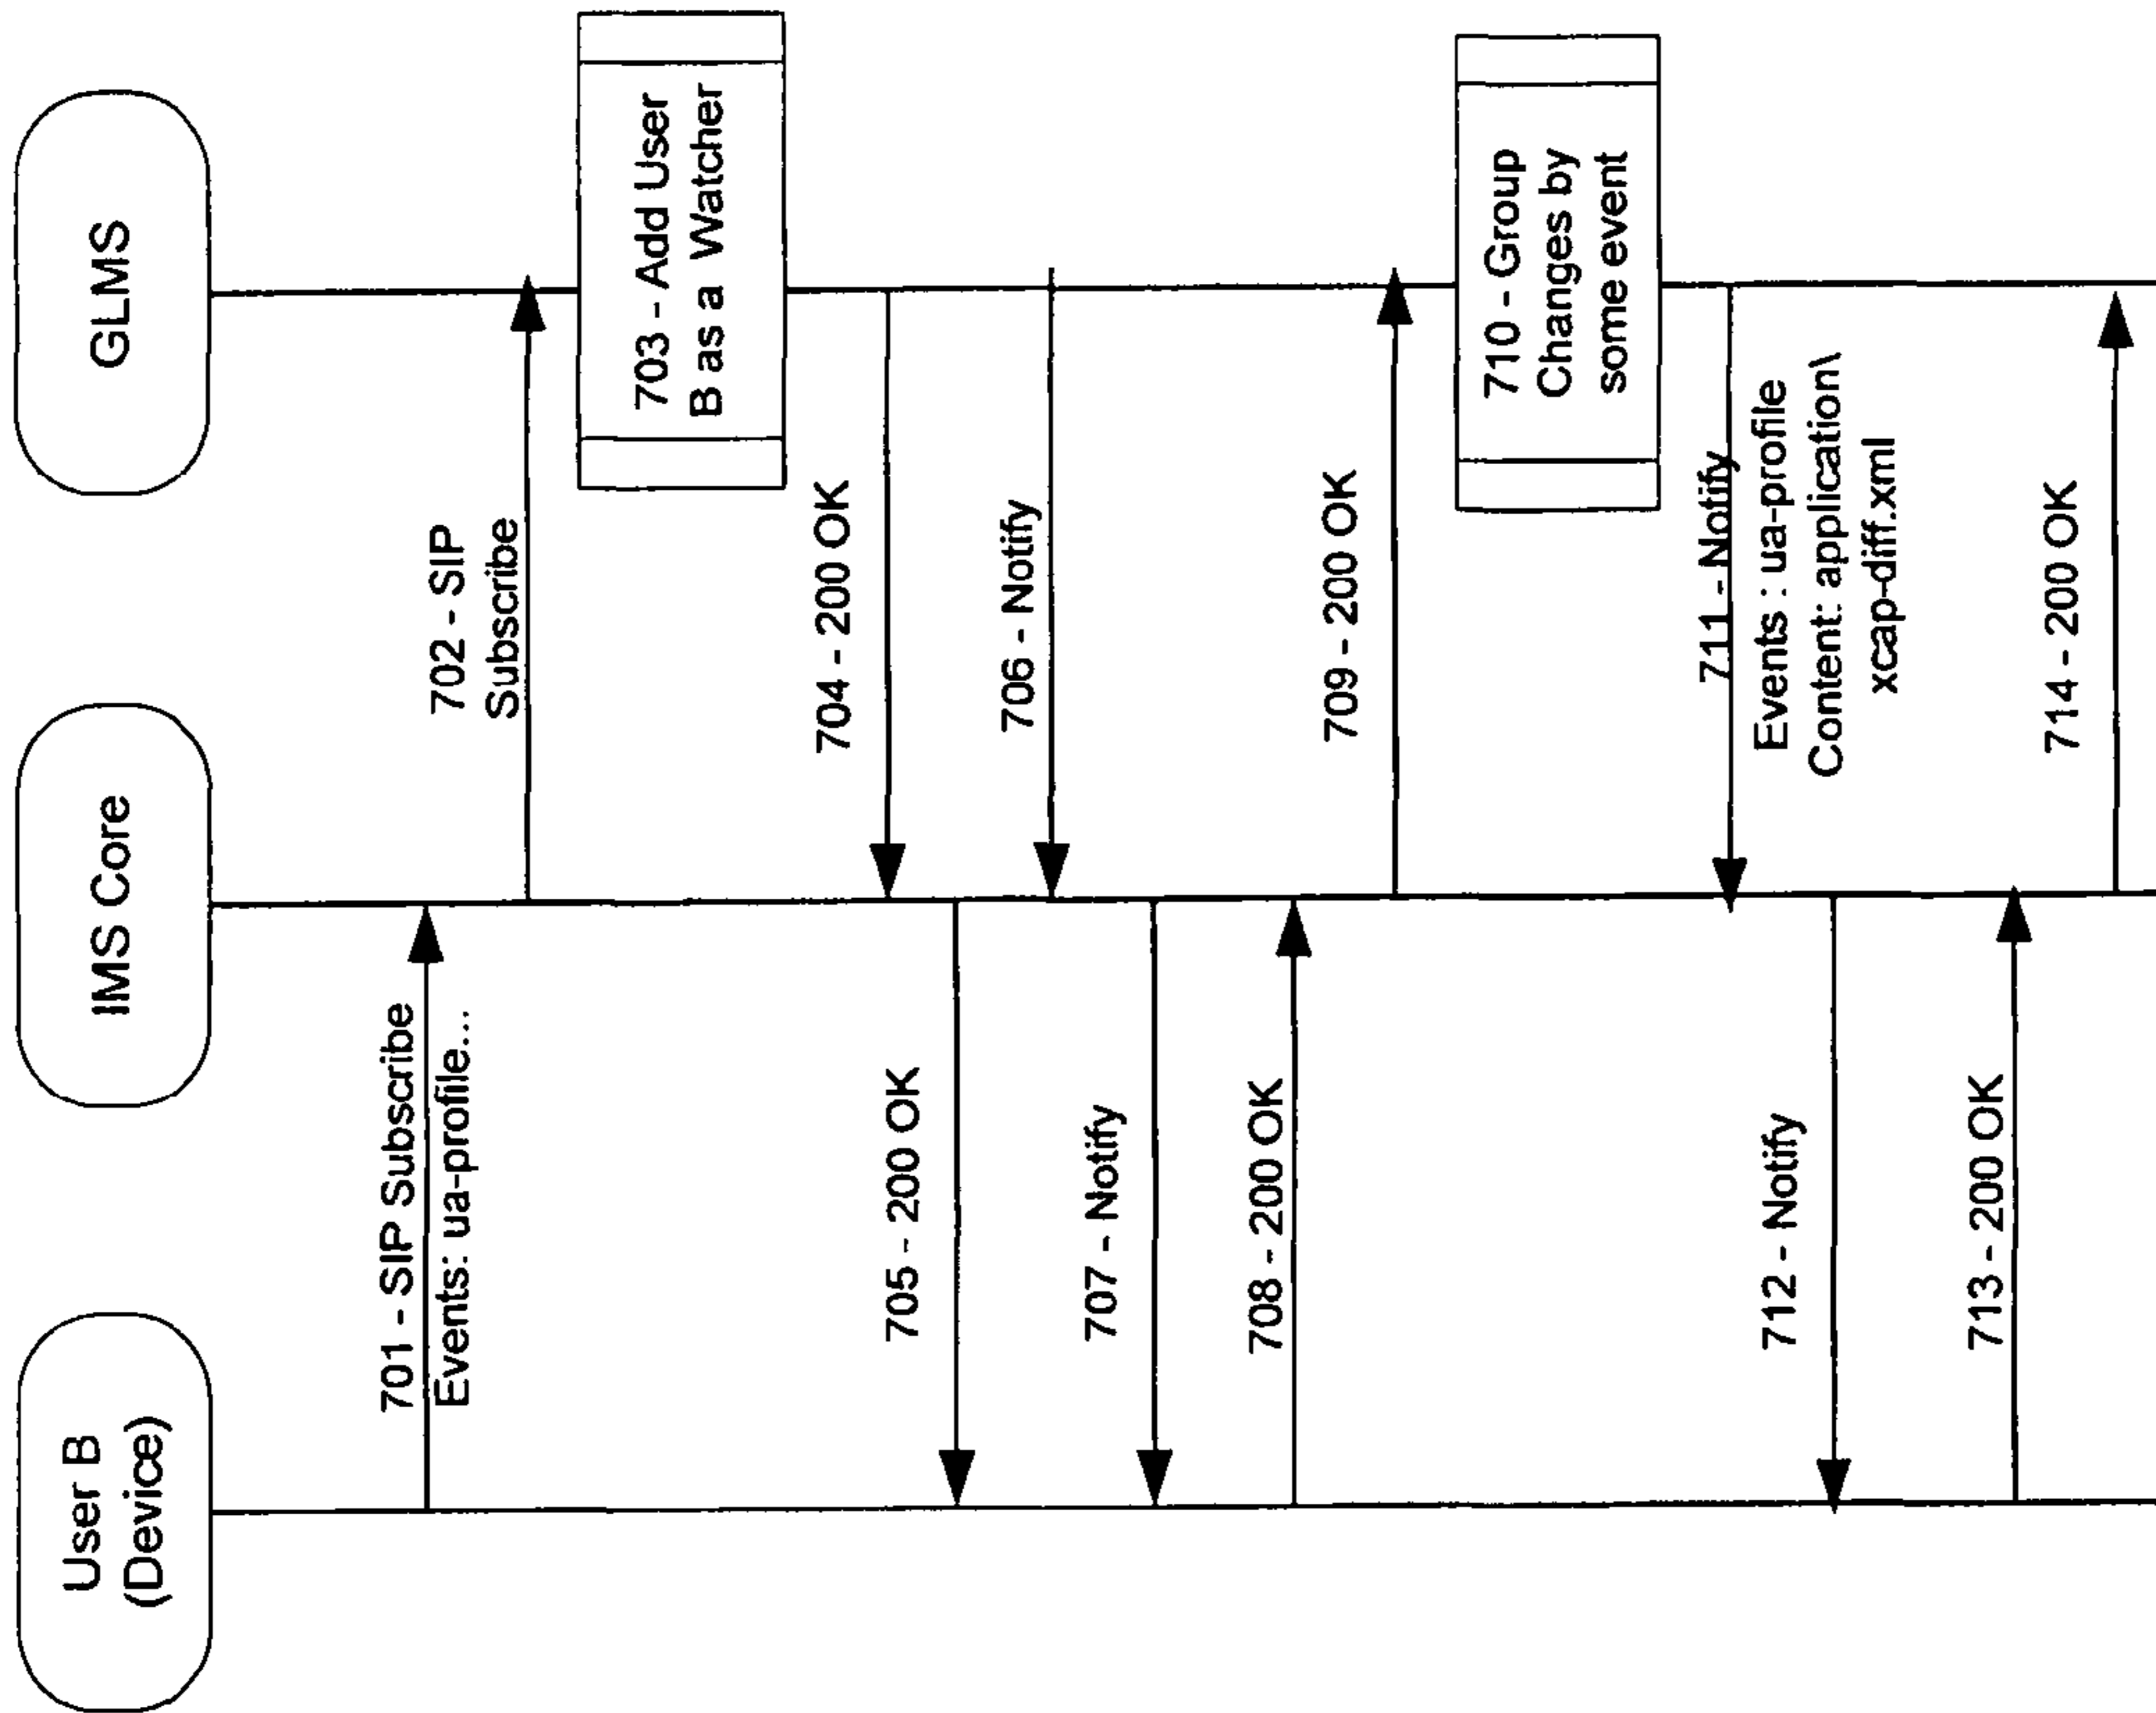 User B
(Device)
IMS Core
GLMS
701 - SIP Subscribe
Events: ua-profile...
702 - SIP
Subscribe
703 - Add User
B as a Watcher
704 - 200 OK
705 - 200 OK
706 - Notify
707 - Notify
708 - 200 OK
709 - 200 OK
710 - Group
Changes by
some event
711 - Notify
Events : ua-profile
Content: application\
xcap-diff.xml
712 - Notify
713 - 200 OK
714 - 200 OK